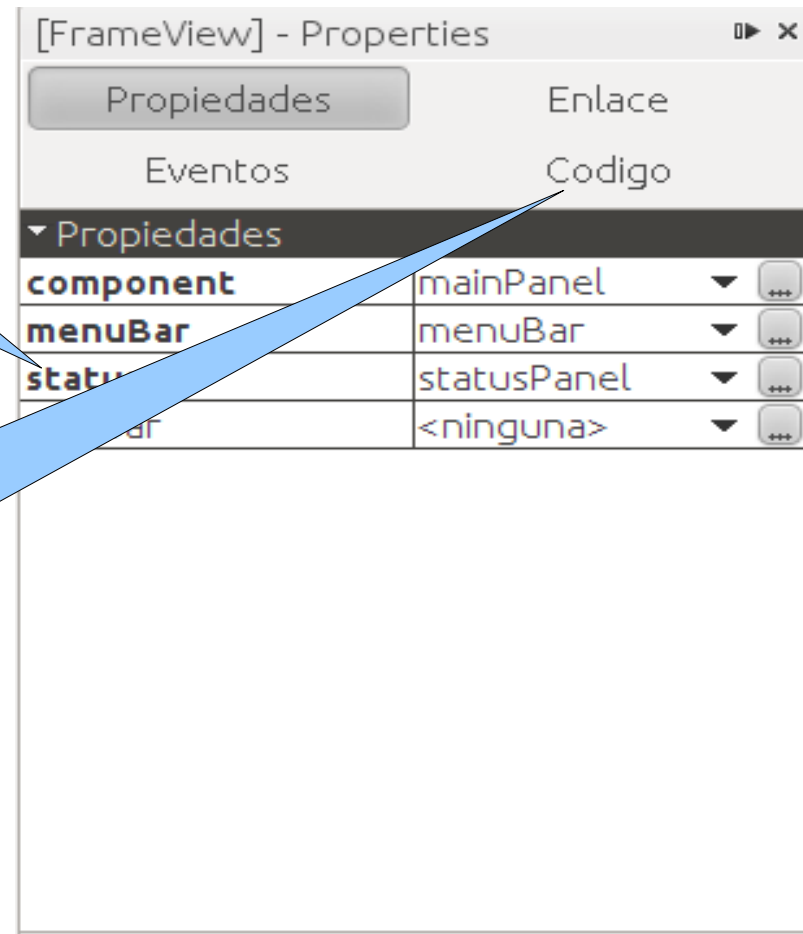 [FrameView] - Properties
Propiedades Enlace
Eventos Codigo
Propiedades
component mainPanel ...
menuBar menuBar ...
statusPanel ...
<ninguna> ...